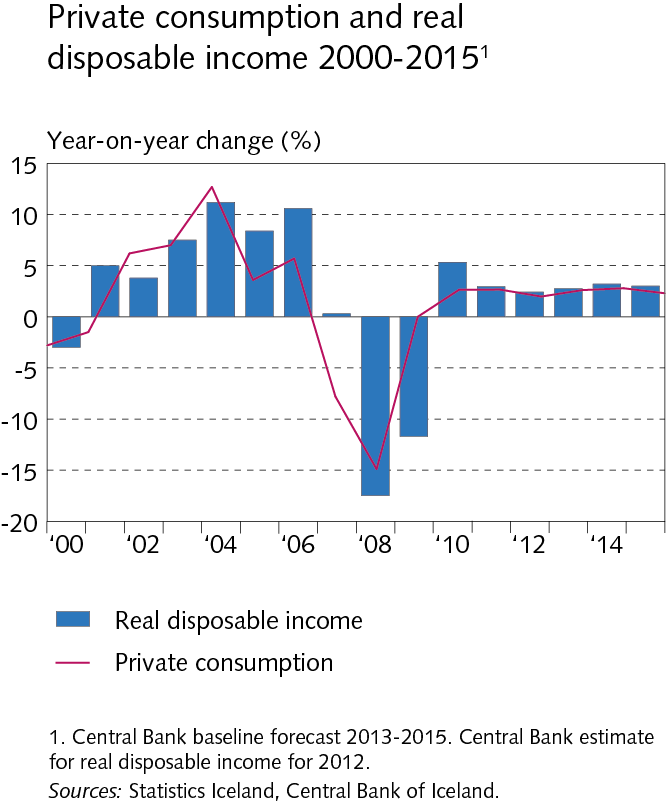 Private consumption and real
disposable income 2000-2015¹
Year-on-year change (%)
15
10
5
0
-5
-10
-15
-20
‘00 ‘02 ‘04 ‘06 ‘08 ‘10 ‘12 ‘14
Real disposable income
Private consumption
1. Central Bank baseline forecast 2013-2015. Central Bank estimate
for real disposable income for 2012.
Sources: Statistics Iceland, Central Bank of Iceland.